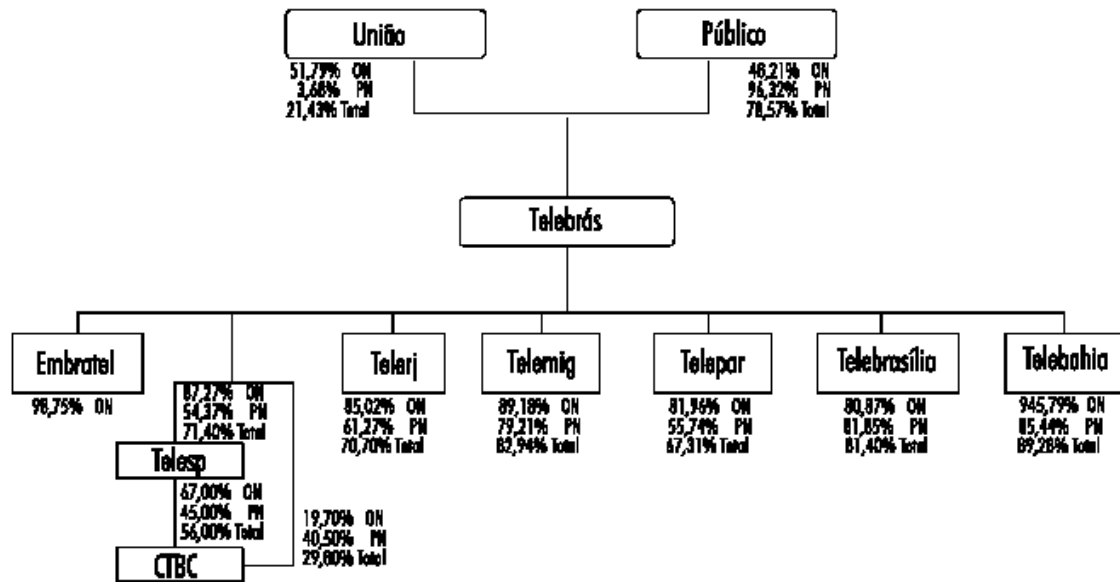 União
51,79% ON
3,68% PN
21,43% Total
Público
48,21% ON
96,32% PN
78,57% Total
Telebrás
Embratel
98,75% ON
87,27% ON
54,37% PN
71,40% Total
Telesp
67,00% ON
45,00% PN
56,00% Total
CTBC
19,70% ON
40,50% PN
29,80% Total
Telerj
85,02% ON
61,27% PN
70,70% Total
Telemig
89,18% ON
79,21% PN
82,94% Total
Telepar
81,96% ON
55,74% PN
67,31% Total
Telebrasília
80,87% ON
81,85% PN
81,40% Total
Telebahia
945,79% ON
85,44% PN
89,28% Total